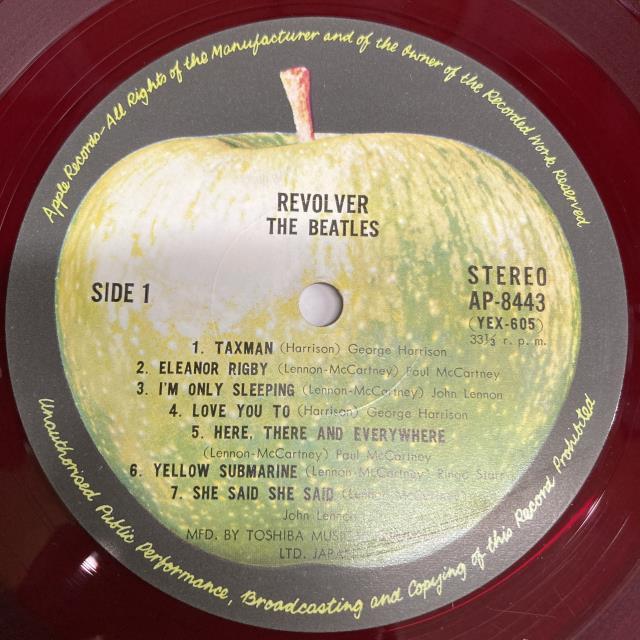 Apple Records-All Rights of the Manufacturer and of the Owner of the Recorded Work Reserved
REVOLVER
THE BEATLES
SIDE 1
STEREO
AP-8443
(YEX-605)
33⅓ r. p. m.
1. TAXMAN (Harrison) George Harrison
2. ELEANOR RIGBY (Lennon-McCartney) Paul McCartney
3. I'M ONLY SLEEPING (Lennon-McCartney) John Lennon
4. LOVE YOU TO (Harrison) George Harrison
5. HERE, THERE AND EVERYWHERE
(Lennon-McCartney) Paul McCartney
6. YELLOW SUBMARINE (Lennon-McCartney) Ringo Starr
7. SHE SAID SHE SAID (Lennon-McCartney)
John Lennon
MFD. BY TOSHIBA
LTD. JAPAN
Unauthorised Public Performance, Broadcasting and Copying of this Record Prohibited